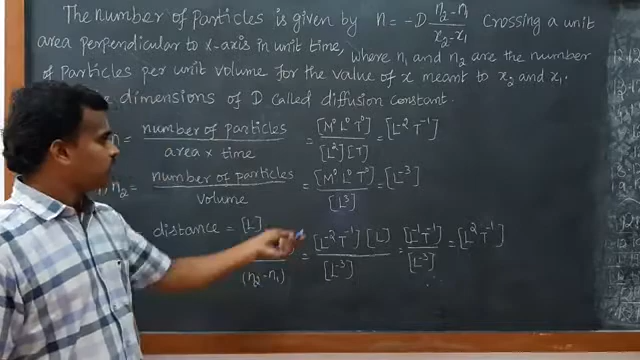 The number of particles is given by n = -D (n₂-n₁)/(x₂-x₁) Crossing a unit
area perpendicular to x-axis in unit time, where n₁ and n₂ are the number
of particles per unit volume for the value of x meant to x₂ and x₁.
dimensions of D called diffusion constant.
n = number of particles / area × time = [M⁰L⁰T⁰] / [L²][T] = [L⁻²T⁻¹]
n₂ = number of particles / volume = [M⁰L⁰T⁰] / [L³] = [L⁻³]
distance = [L]
(n₂-n₁) = [L⁻²T⁻¹][L] / [L⁻³] = [L⁻¹T⁻¹] / [L⁻³] = [L²T⁻¹]